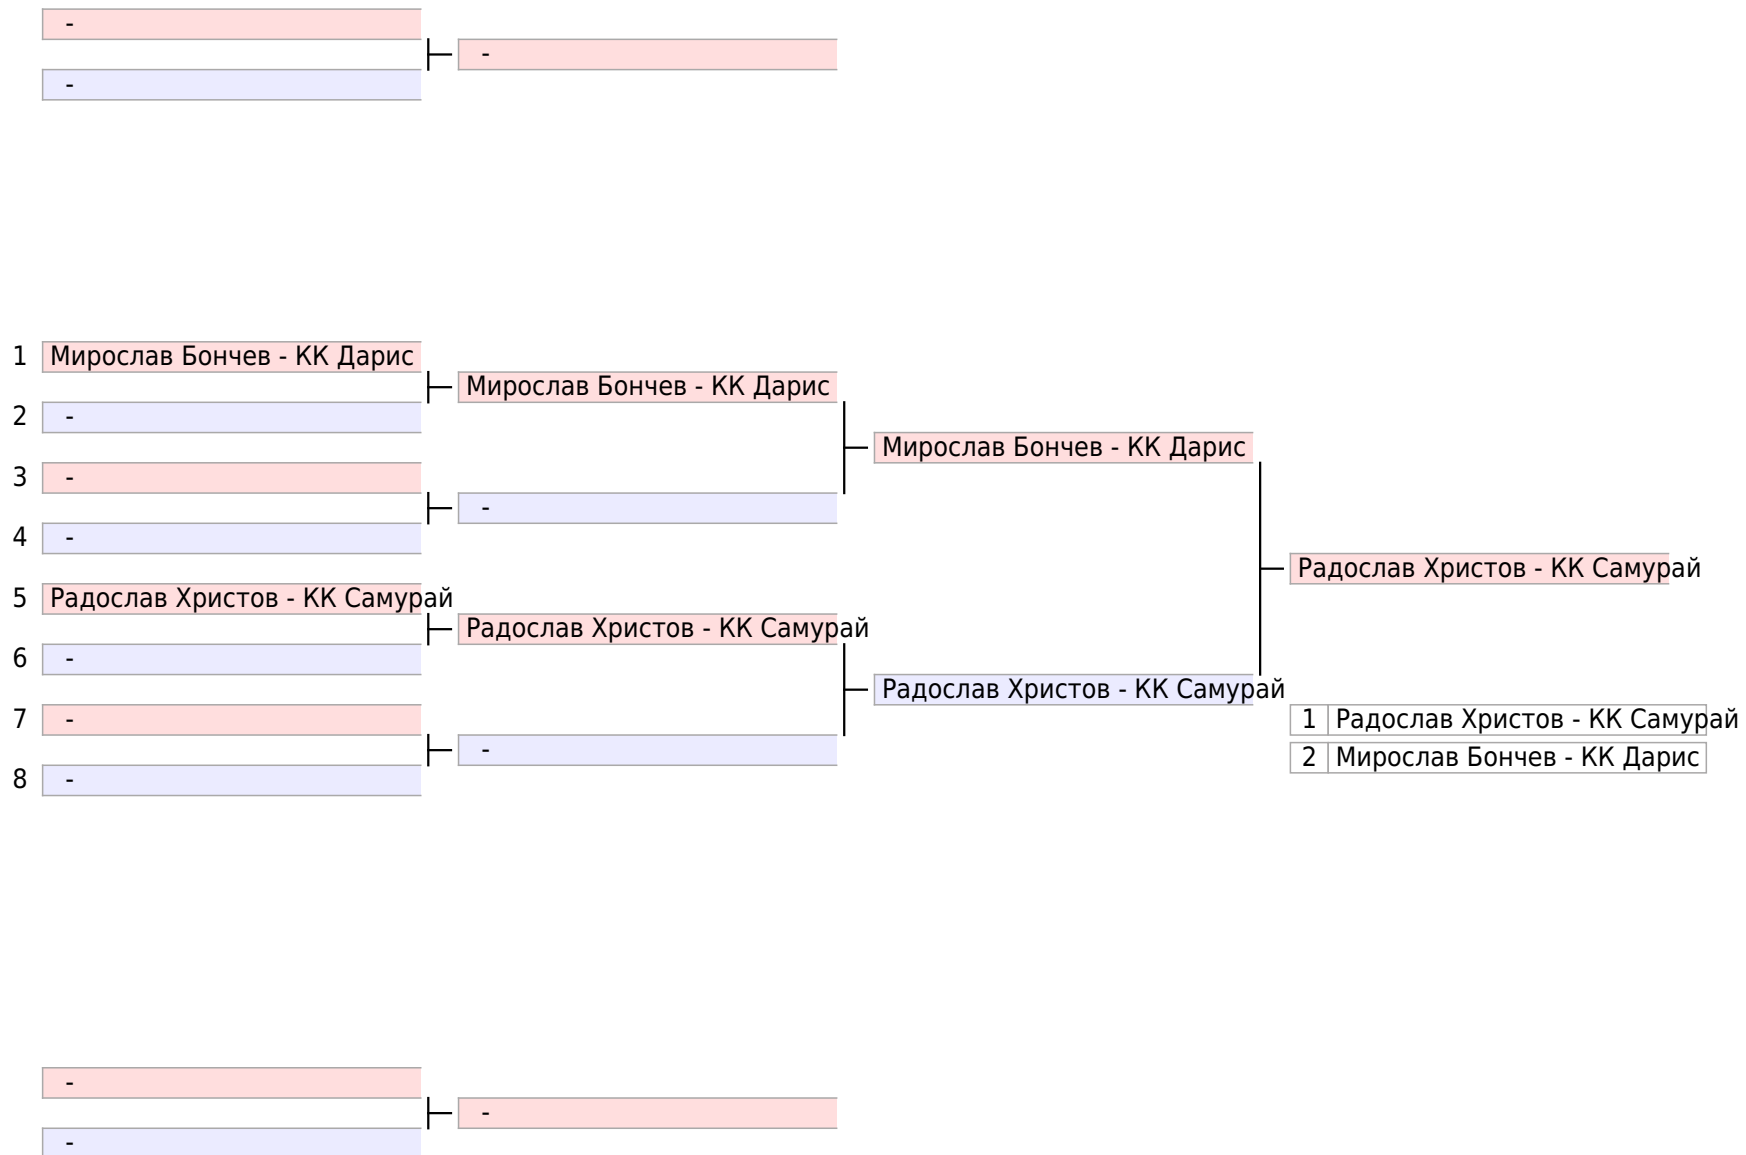 -
-
-
1 Мирослав Бончев - КК Дарис
Мирослав Бончев - КК Дарис
2 -
Мирослав Бончев - КК Дарис
3 -
-
4 -
Радослав Христов - КК Самурай
5 Радослав Христов - КК Самурай
Радослав Христов - КК Самурай
6 -
Радослав Христов - КК Самурай
7 -
1 Радослав Христов - КК Самурай
-
2 Мирослав Бончев - КК Дарис
8 -
-
-
-